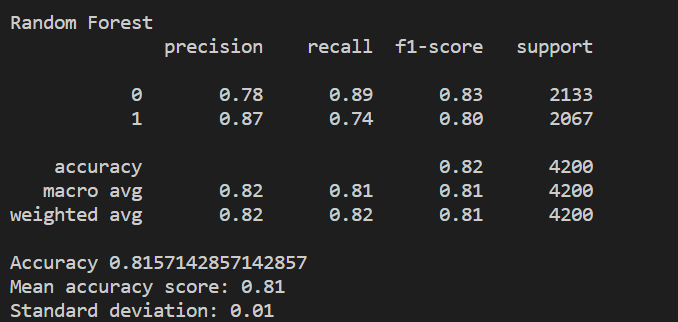 Random Forest
precision recall f1-score support
0 0.78 0.89 0.83 2133
1 0.87 0.74 0.80 2067
accuracy 0.82 4200
macro avg 0.82 0.81 0.81 4200
weighted avg 0.82 0.82 0.81 4200
Accuracy 0.8157142857142857
Mean accuracy score: 0.81
Standard deviation: 0.01